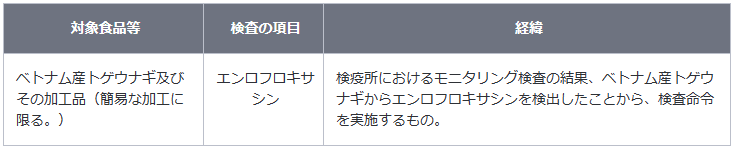 対象食品等
検査の項目
経緯
ベトナム産トゲウナギ及び
その加工品（簡易な加工に
限る。）
エンロフロキサ
シン
検疫所におけるモニタリング検査の結果、ベトナム産トゲウ
ナギからエンロフロキサシンを検出したことから、検査命令
を実施するもの。